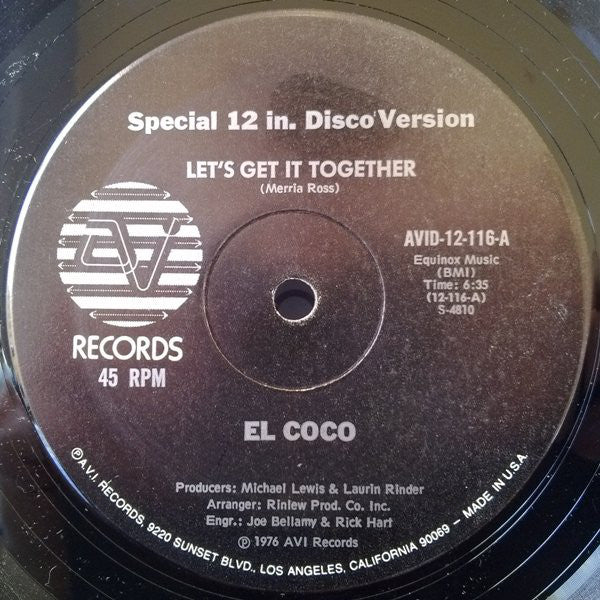 Special 12 in. Disco Version
LET'S GET IT TOGETHER
(Merria Ross)
AVID-12-116-A
Equinox Music
(BMI)
Time: 6:35
(12-116-A)
S-4810
AVI
RECORDS
45 RPM
EL COCO
Producers: Michael Lewis & Laurin Rinder
Arranger: Rinlew Prod. Co. Inc.
Engr.: Joe Bellamy & Rick Hart
℗ 1976 AVI Records
℗A.V.I. RECORDS, 9220 SUNSET BLVD., LOS ANGELES, CALIFORNIA 90069 – MADE IN U.S.A.